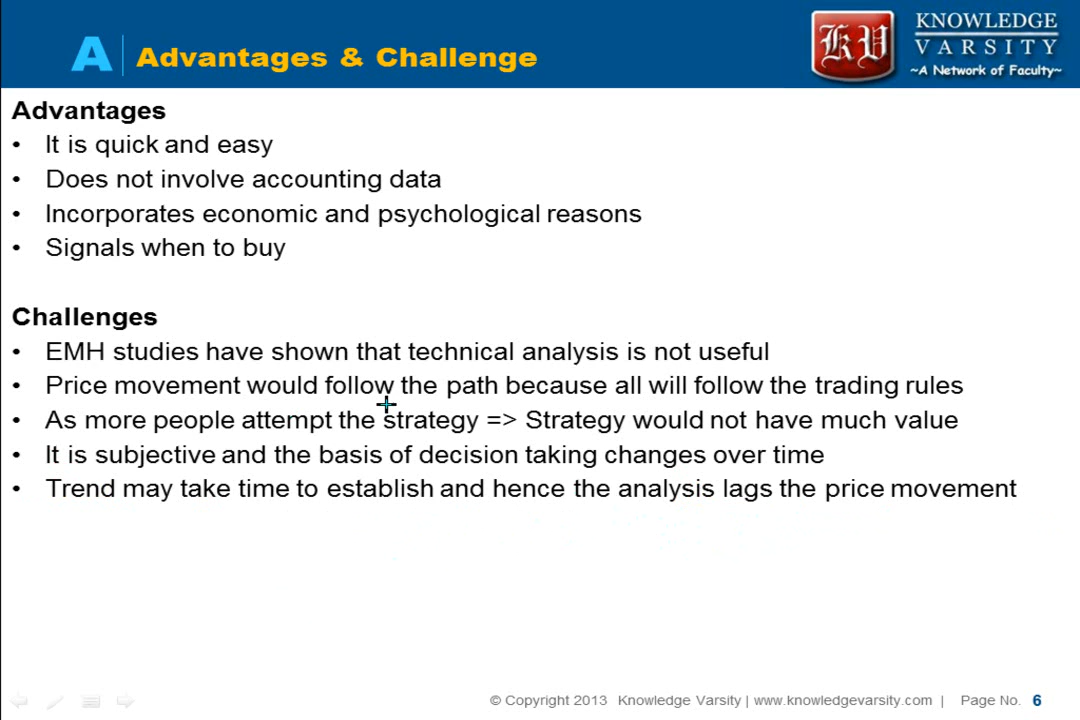 A
Advantages & Challenge
KV
KNOWLEDGE
VARSITY
~A Network of Faculty~
Advantages
• It is quick and easy
• Does not involve accounting data
• Incorporates economic and psychological reasons
• Signals when to buy
Challenges
• EMH studies have shown that technical analysis is not useful
• Price movement would follow the path because all will follow the trading rules
• As more people attempt the strategy => Strategy would not have much value
• It is subjective and the basis of decision taking changes over time
• Trend may take time to establish and hence the analysis lags the price movement
© Copyright 2013 Knowledge Varsity | www.knowledgevarsity.com | Page No. 6